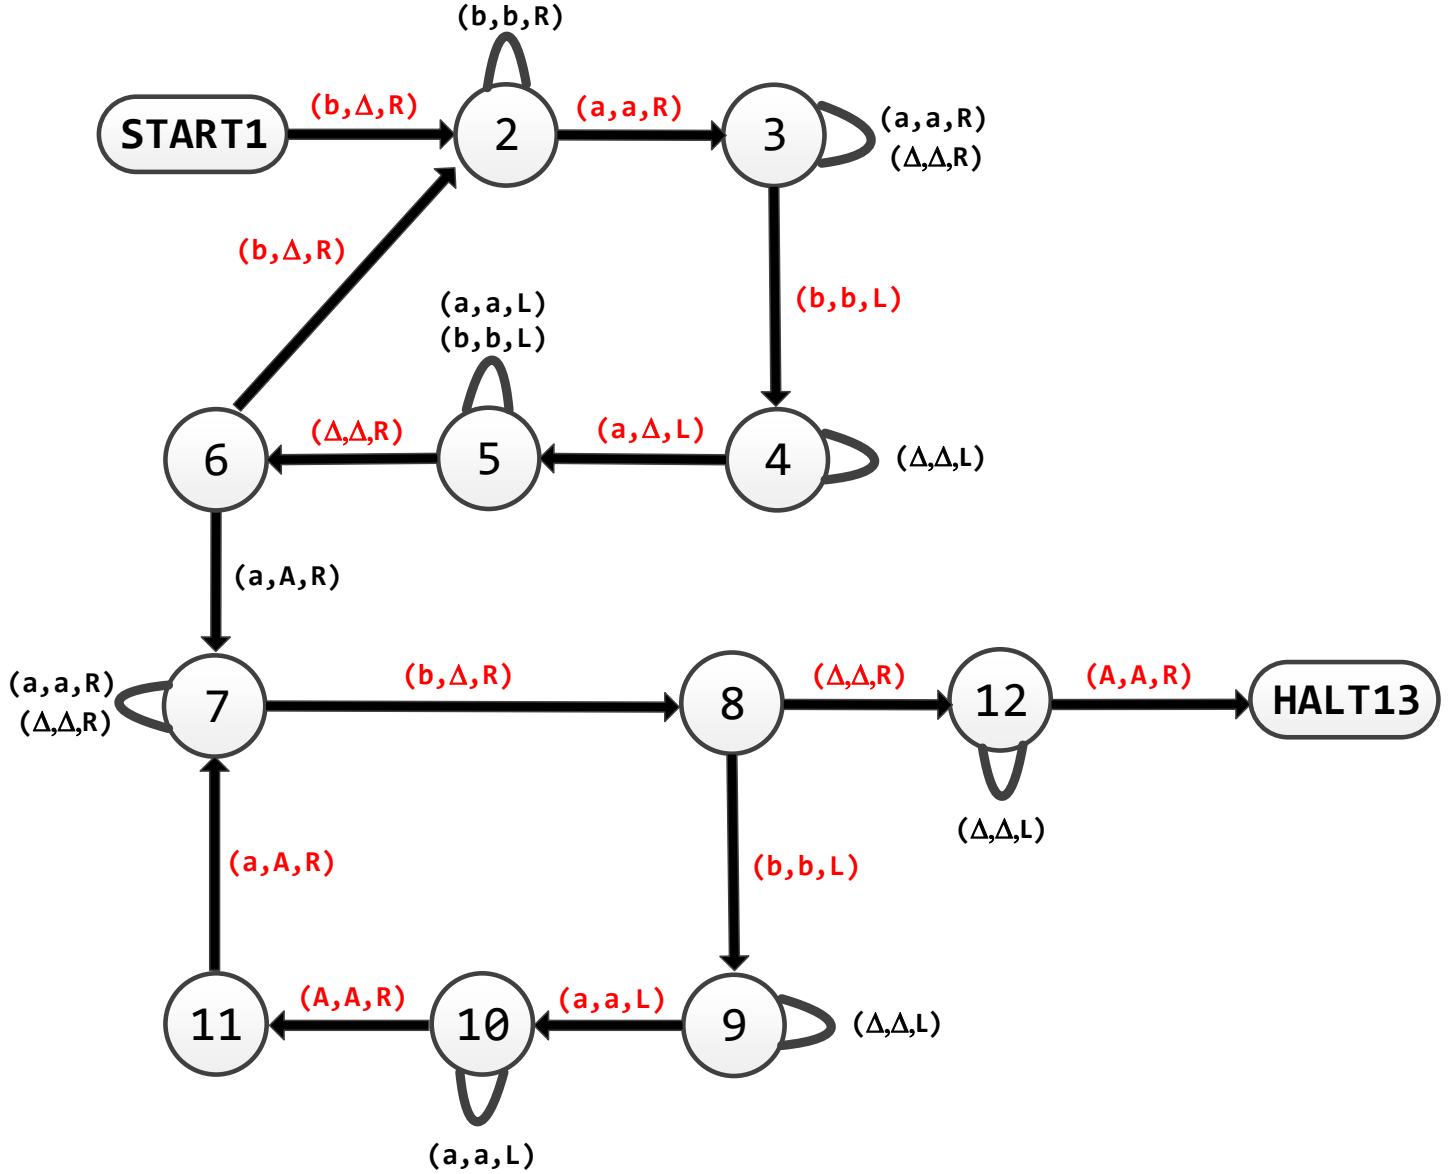 (b,b,R)
(b,Δ,R)
(a,a,R)
START1
2
3
(a,a,R)
(Δ,Δ,R)
(b,Δ,R)
(b,b,L)
(a,a,L)
(b,b,L)
(Δ,Δ,R)
(a,Δ,L)
6
5
4
(Δ,Δ,L)
(a,A,R)
(a,a,R)
(Δ,Δ,R)
7
(b,Δ,R)
8
(Δ,Δ,R)
12
(A,A,R)
HALT13
(Δ,Δ,L)
(a,A,R)
(b,b,L)
(A,A,R)
(a,a,L)
11
10
9
(Δ,Δ,L)
(a,a,L)